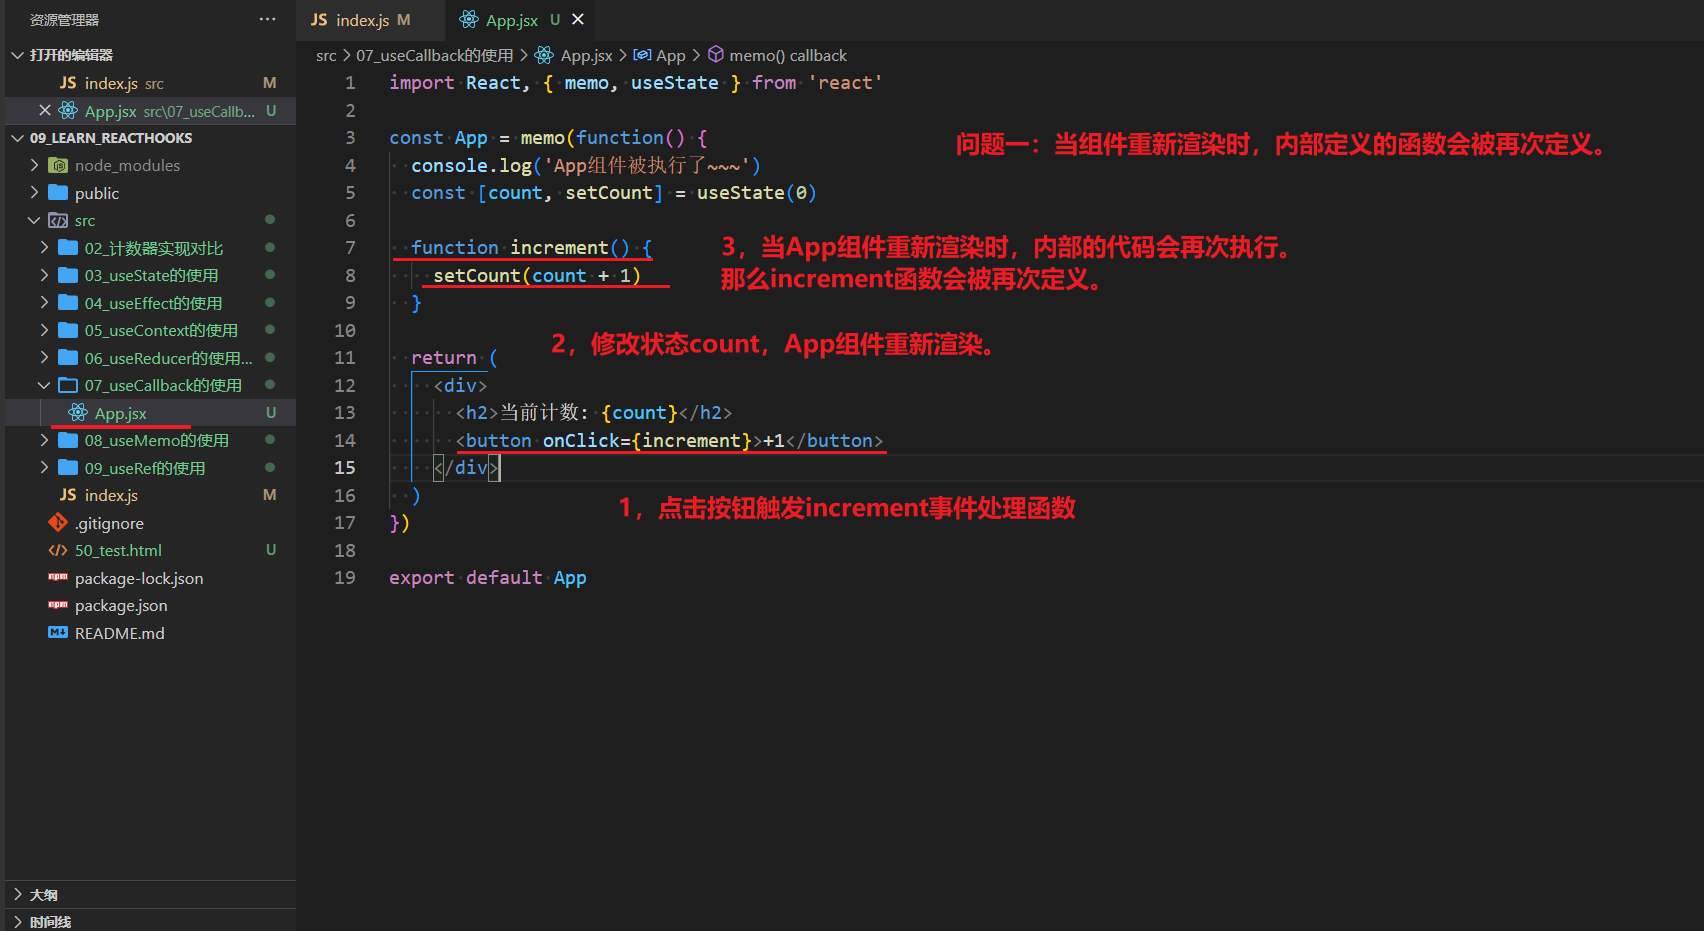 资源管理器 ···
打开的编辑器
JS index.js src M
App.jsx src\07_useCallb... U
09_LEARN_REACTHOOKS
node_modules
public
src
02_计数器实现对比
03_useState的使用
04_useEffect的使用
05_useContext的使用
06_useReducer的使用...
07_useCallback的使用
App.jsx U
08_useMemo的使用
09_useRef的使用
JS index.js M
.gitignore
50_test.html U
npm package-lock.json
npm package.json
M README.md
大纲
时间线
JS index.js M App.jsx U
src > 07_useCallback的使用 > App.jsx > App > memo() callback
1 import React, { memo, useState } from 'react'
2
3 const App = memo(function() {
问题一：当组件重新渲染时，内部定义的函数会被再次定义。
4 console.log('App组件被执行了~~~')
5 const [count, setCount] = useState(0)
6
7 function increment() {
3，当App组件重新渲染时，内部的代码会再次执行。
那么increment函数会被再次定义。
8 setCount(count + 1)
9 }
10
2，修改状态count，App组件重新渲染。
11 return (
12 <div>
13 <h2>当前计数: {count}</h2>
14 <button onClick={increment}>+1</button>
15 </div>
16 )
1，点击按钮触发increment事件处理函数
17 })
18
19 export default App